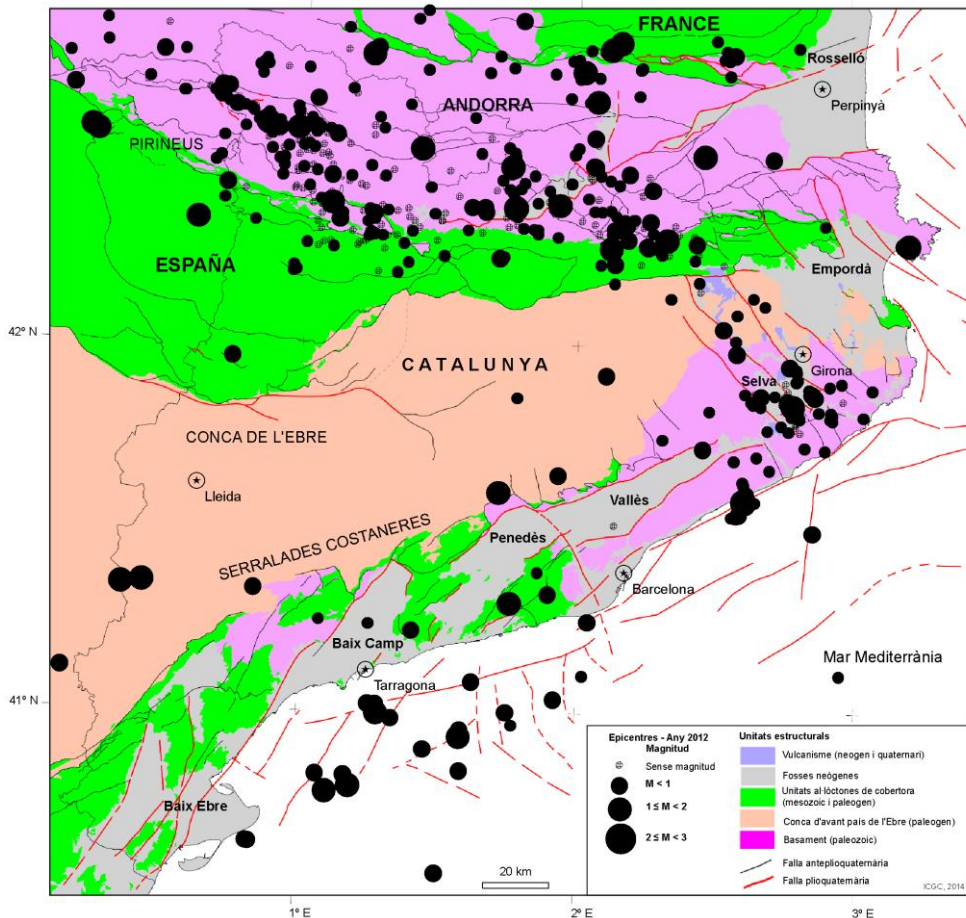 FRANCE
Rosselló
Perpinyà
ANDORRA
PIRINEUS
ESPAÑA
Empordà
42° N
CATALUNYA
Girona
Selva
CONCA DE L'EBRE
Lleida
Vallès
SERRALADES COSTANERES
Penedès
Barcelona
Baix Camp
Mar Mediterrània
Tarragona
41° N
Baix Ebre
Epicentres - Any 2012
Magnitud
Sense magnitud
M < 1
1 ≤ M < 2
2 ≤ M < 3
Unitats estructurals
Vulcanisme (neogen i quaternari)
Fosses neògenes
Unitats al·lòctones de cobertora
(mesozoic i paleogen)
Conca d'avant país de l'Ebre (paleogen)
Basament (paleozoic)
Falla anteplioquaternària
Falla plioquaternària
ICGC, 2014
20 km
1° E
2° E
3° E